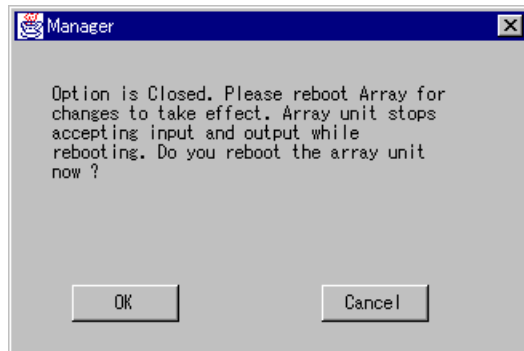 Manager
Option is Closed. Please reboot Array for
changes to take effect. Array unit stops
accepting input and output while
rebooting. Do you reboot the array unit
now ?
OK Cancel